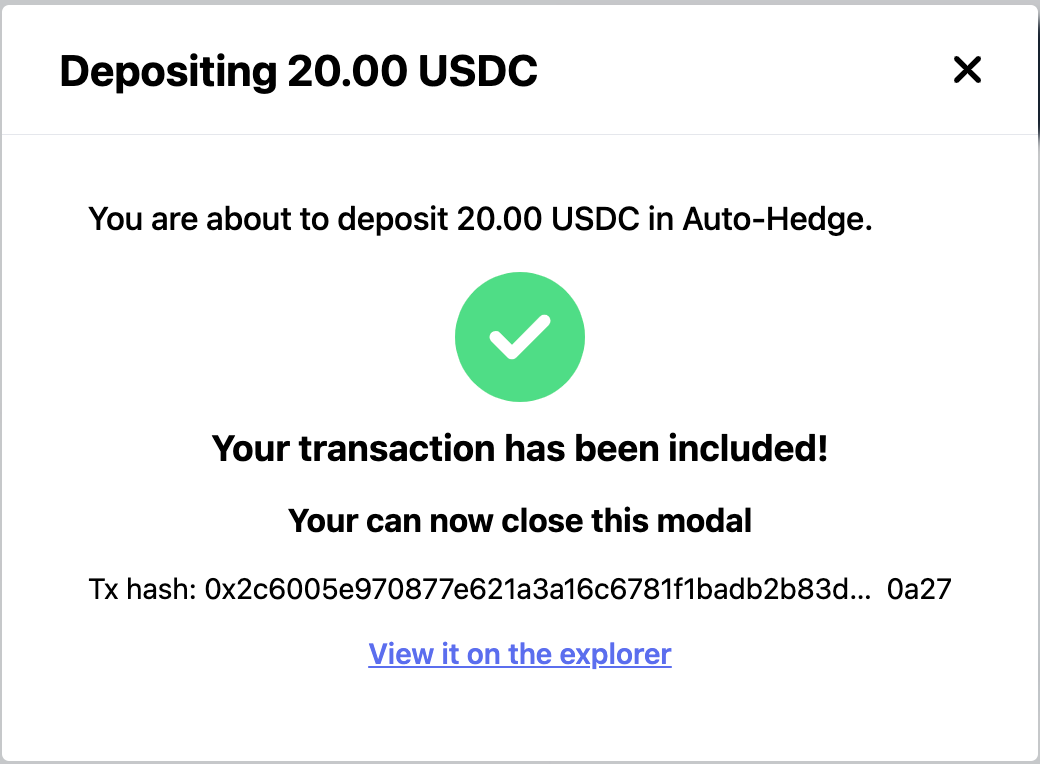 Depositing 20.00 USDC
You are about to deposit 20.00 USDC in Auto-Hedge.
Your transaction has been included!
Your can now close this modal
Tx hash: 0x2c6005e970877e621a3a16c6781f1badb2b83d... 0a27
View it on the explorer